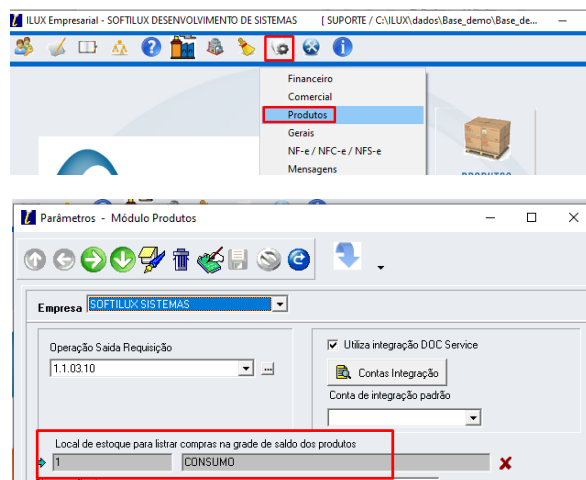 ILUX Empresarial - SOFTILUX DESENVOLVIMENTO DE SISTEMAS [ SUPORTE / C:\ILUX\dados\Base_demo\Base_de...
Financeiro
Comercial
Produtos
Gerais
NF-e / NFC-e / NFS-e
Mensagens
Parâmetros - Módulo Produtos
Empresa SOFTILUX SISTEMAS
Operação Saida Requisição
1.1.03.10
...
Utiliza integração DOC Service
Contas Integração
Conta de integração padrão
Local de estoque para listar compras na grade de saldo dos produtos
1 CONSUMO